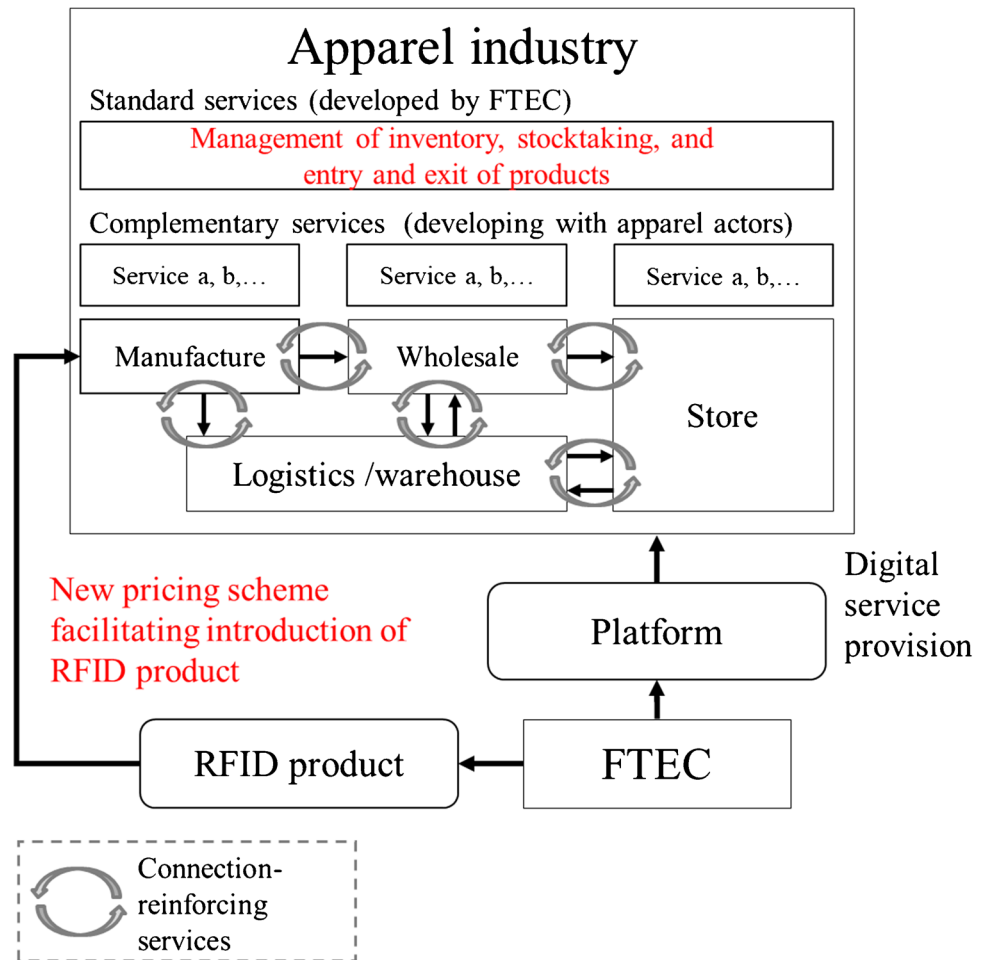 Apparel industry
Standard services (developed by FTEC)
Management of inventory, stocktaking, and
entry and exit of products
Complementary services (developing with apparel actors)
Service a, b,…
Service a, b,…
Service a, b,…
Manufacture
Wholesale
Store
Logistics /warehouse
New pricing scheme
facilitating introduction of
RFID product
Digital
service
provision
Platform
RFID product
FTEC
Connection-
reinforcing
services